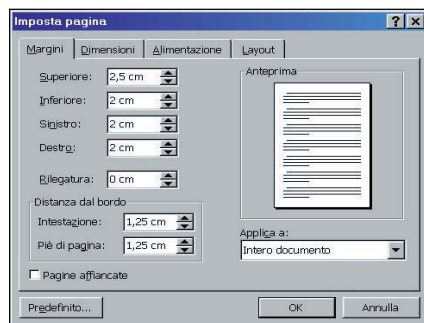 Imposta pagina
Margini Dimensioni Alimentazione Layout
Superiore: 2,5 cm
Inferiore: 2 cm
Sinistro: 2 cm
Destro: 2 cm
Rilegatura: 0 cm
Distanza dal bordo
Intestazione: 1,25 cm
Piè di pagina: 1,25 cm
Pagine affiancate
Anteprima
Applica a:
Intero documento
Predefinito... OK Annulla